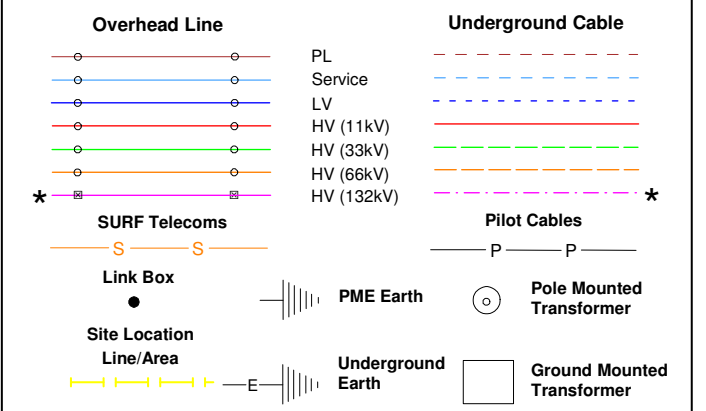 Overhead Line
Underground Cable
PL
Service
LV
HV (11kV)
HV (33kV)
HV (66kV)
* HV (132kV) *
SURF Telecoms
Pilot Cables
S S
P P
Link Box
PME Earth
Pole Mounted
Transformer
Site Location
Line/Area
E
Underground
Earth
Ground Mounted
Transformer